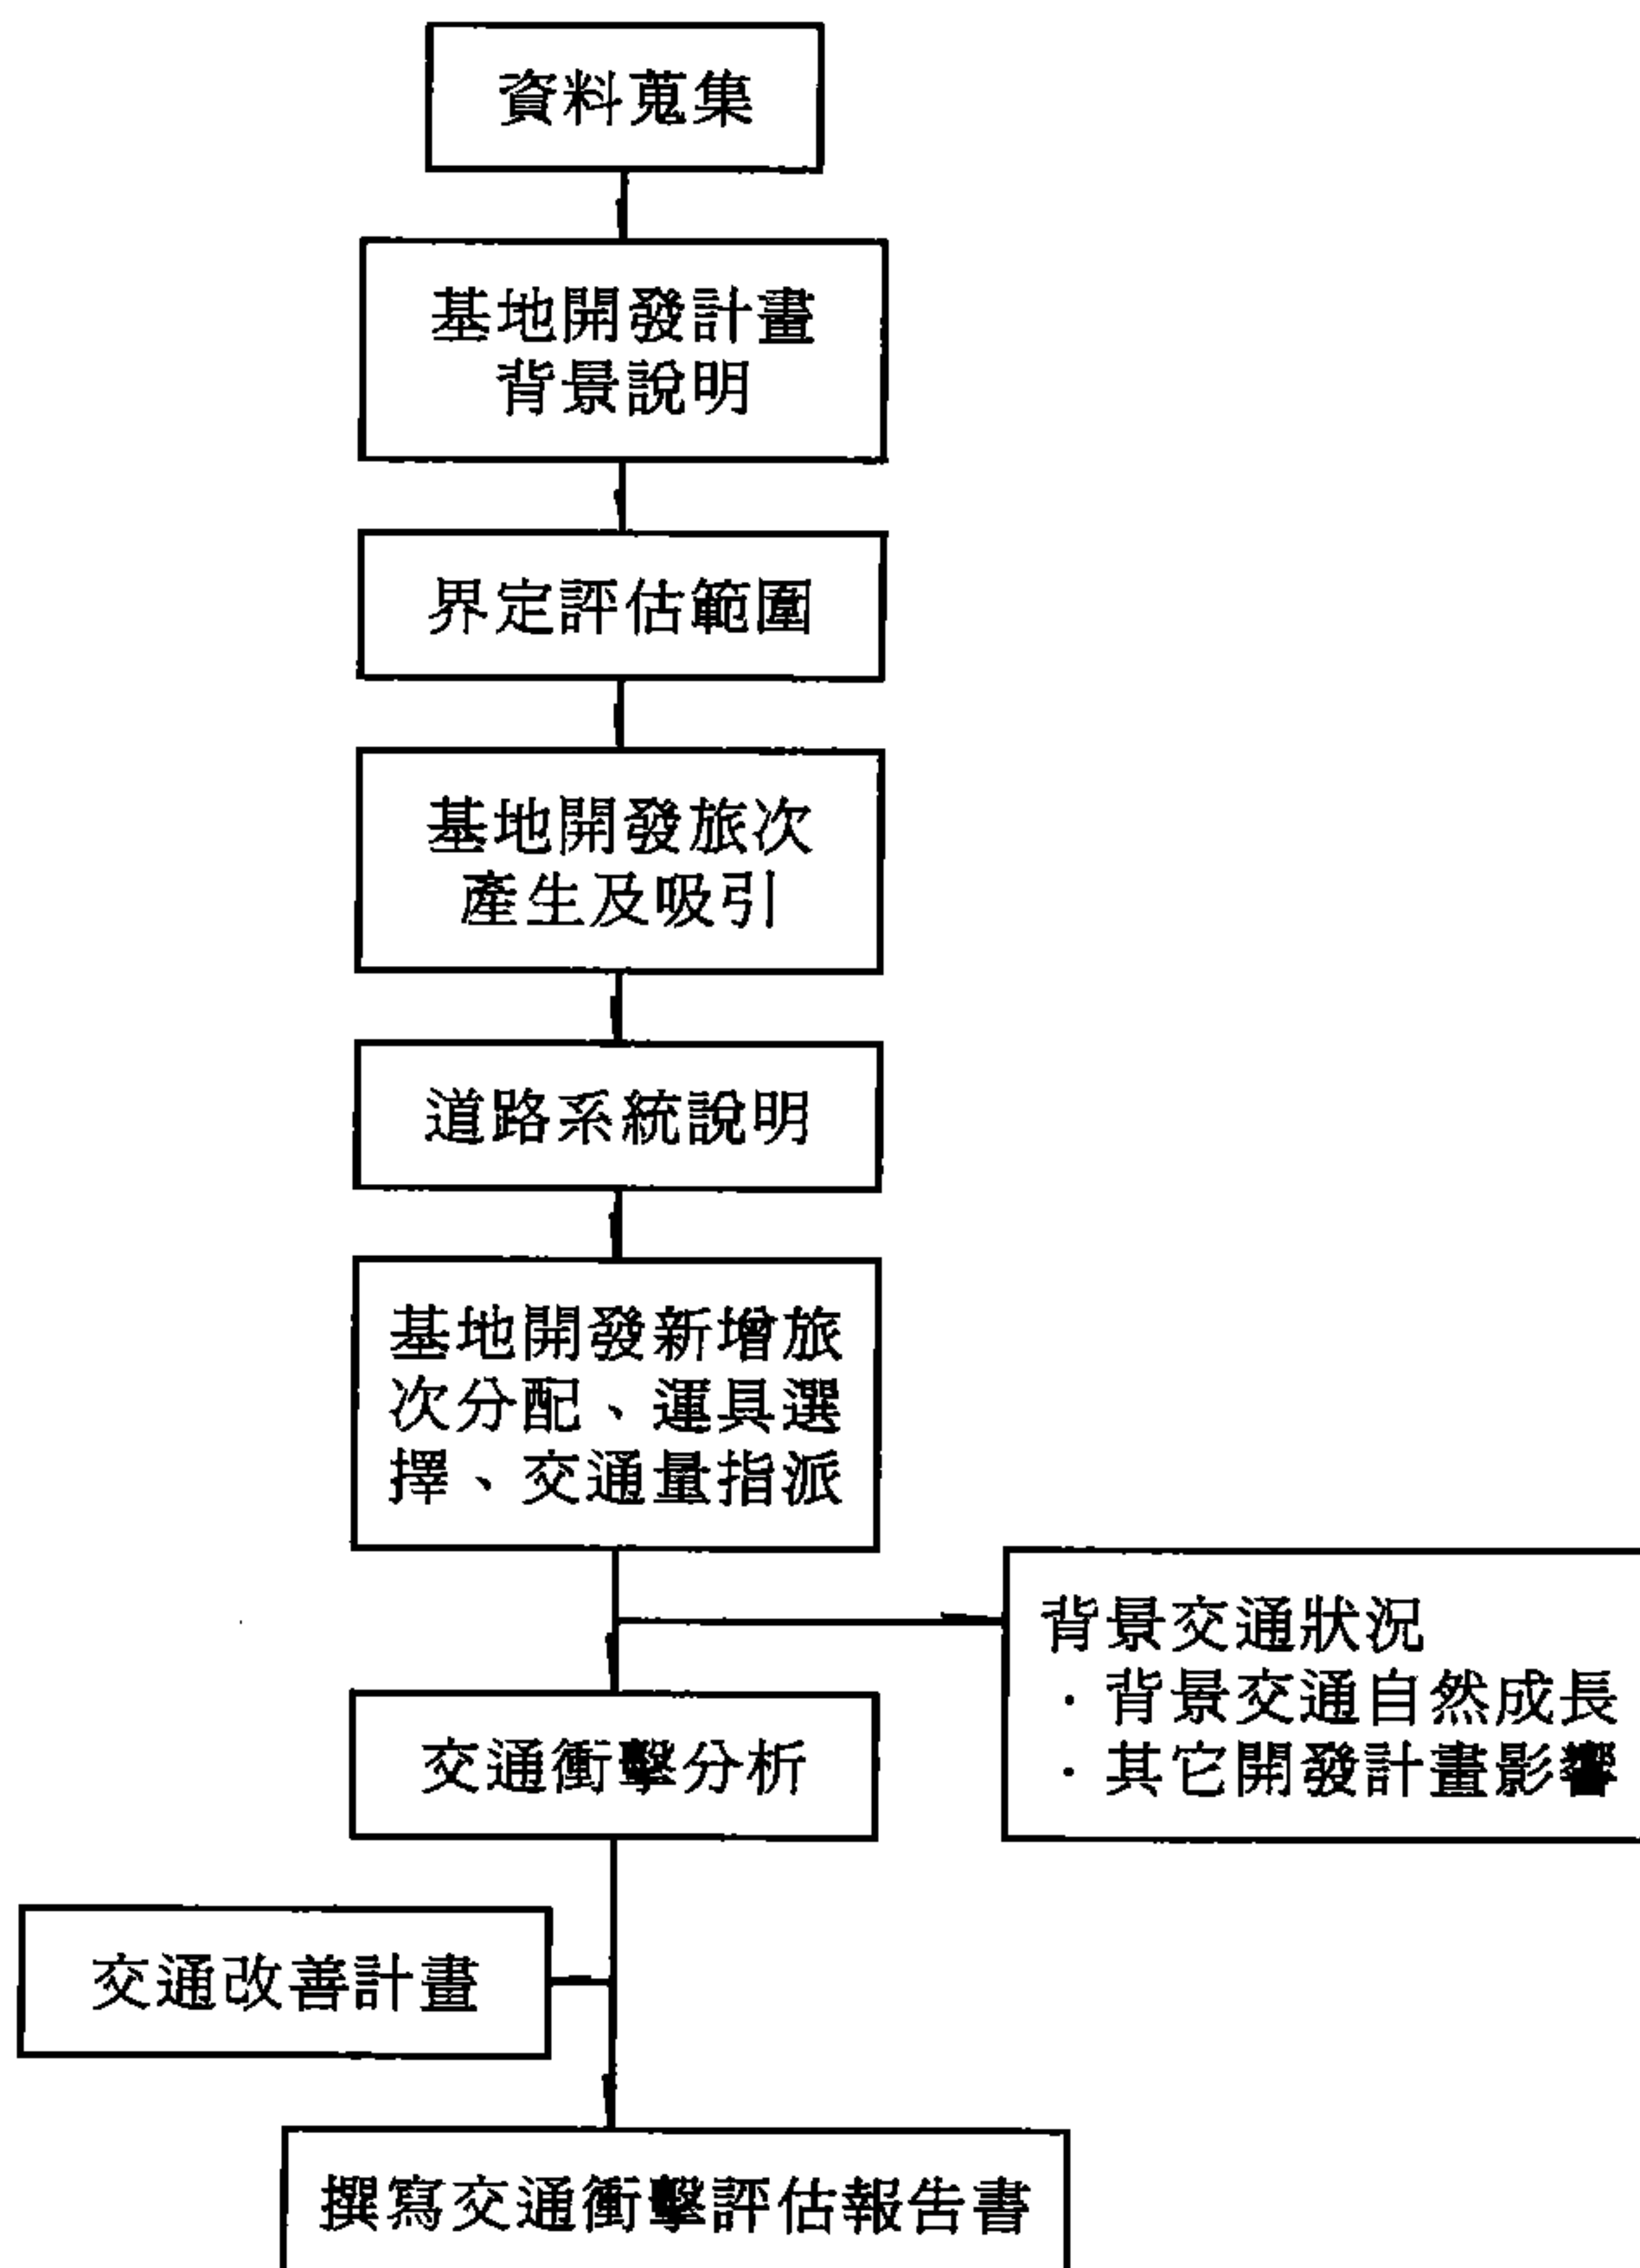 資料蒐集
基地開發計畫
背景說明
界定評估範圍
基地開發旅次
產生及吸引
道路系統說明
基地開發新增旅
次分配、運具選
擇、交通量指派
背景交通狀況
·背景交通自然成長
·其它開發計畫影響
交通衝擊分析
交通改善計畫
撰寫交通衝擊評估報告書